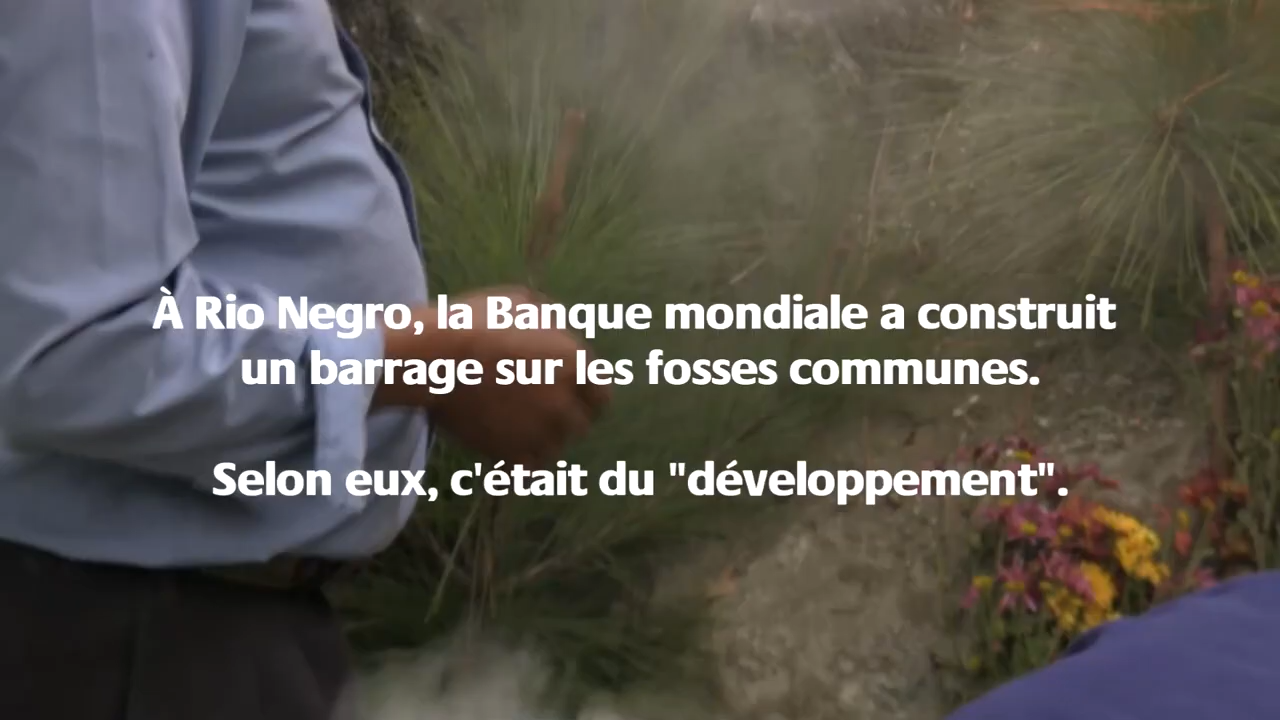 À Rio Negro, la Banque mondiale a construit
un barrage sur les fosses communes.
Selon eux, c'était du "développement".